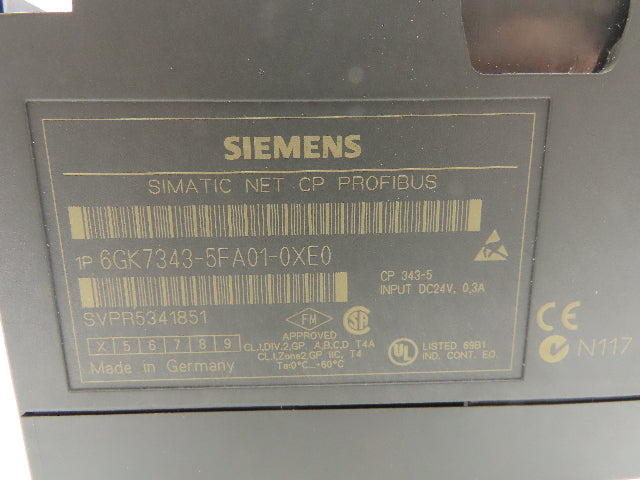 SIEMENS
SIMATIC NET CP PROFIBUS
1P 6GK7343-5FA01-0XE0
CP 343-5
INPUT DC24V, 0,3A
SVPR5341851
X 5 6 7 8 9
Made in Germany
FM
APPROVED
CL.I,DIV.2,GP. A,B,C,D T4A
CL.I,Zone2,GP IIC, T4
Ta:0°C...+60°C
UL LISTED 69B1
IND. CONT. EQ.
CE
N117